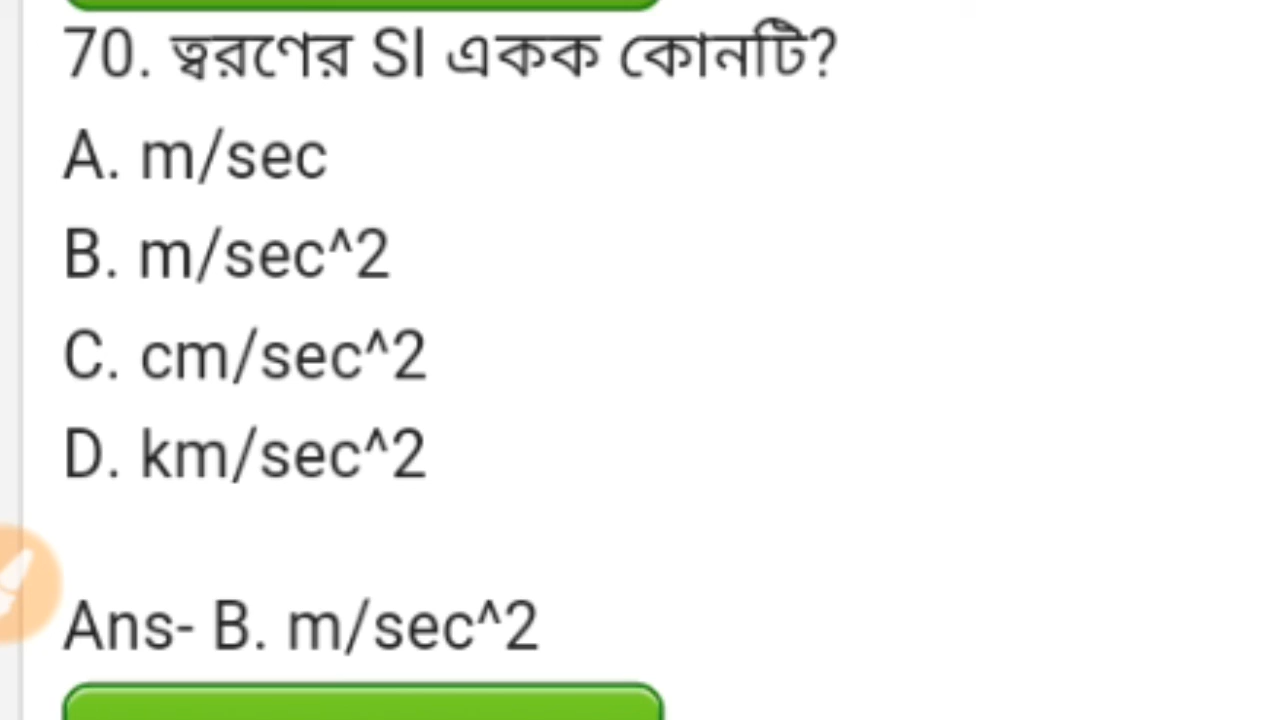 70. ত্বরণের SI একক কোনটি?
A. m/sec
B. m/sec^2
C. cm/sec^2
D. km/sec^2
Ans- B. m/sec^2